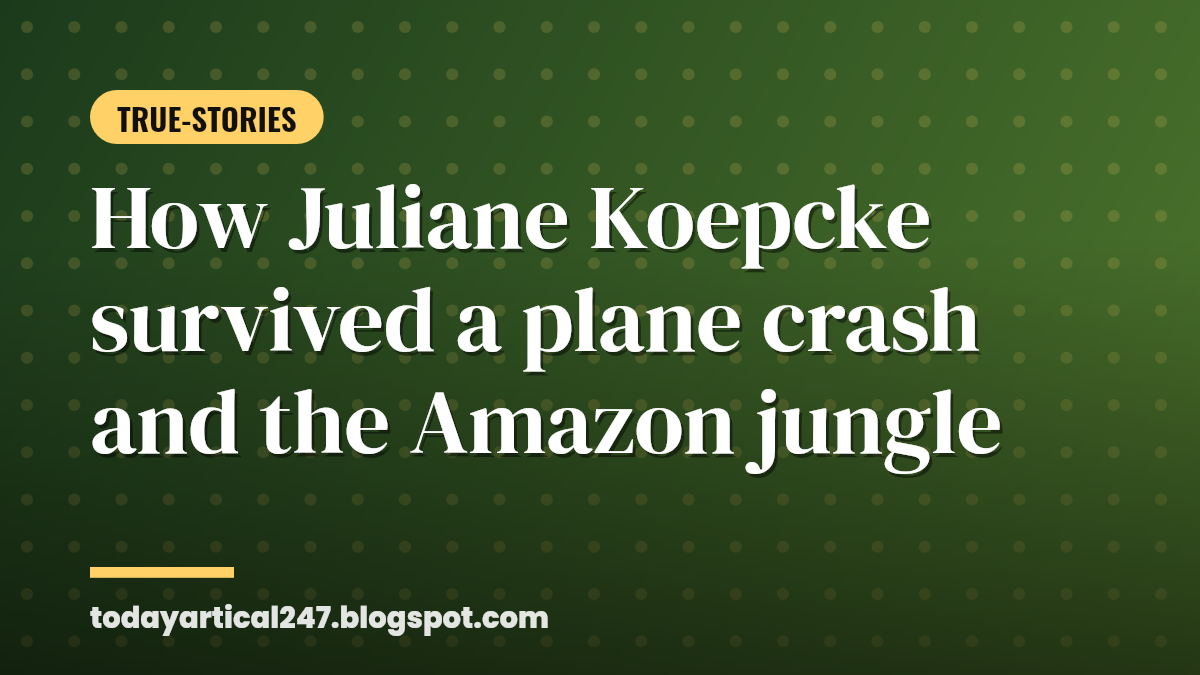 TRUE-STORIES
How Juliane Koepcke
survived a plane crash
and the Amazon jungle
todayartical247.blogspot.com